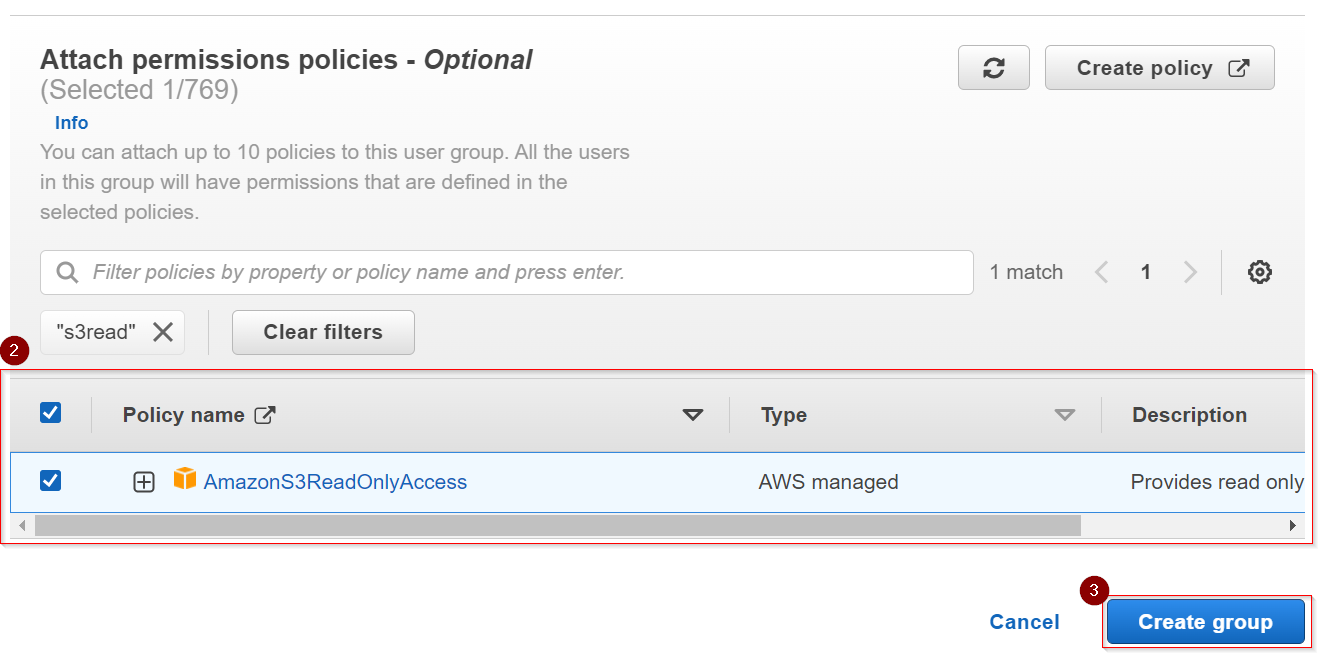 Attach permissions policies - Optional
(Selected 1/769)
Info
Create policy
You can attach up to 10 policies to this user group. All the users
in this group will have permissions that are defined in the
selected policies.
Filter policies by property or policy name and press enter.
1 match
1
"s3read"
Clear filters
2
Policy name
Type
Description
AmazonS3ReadOnlyAccess
AWS managed
Provides read only
3
Cancel
Create group